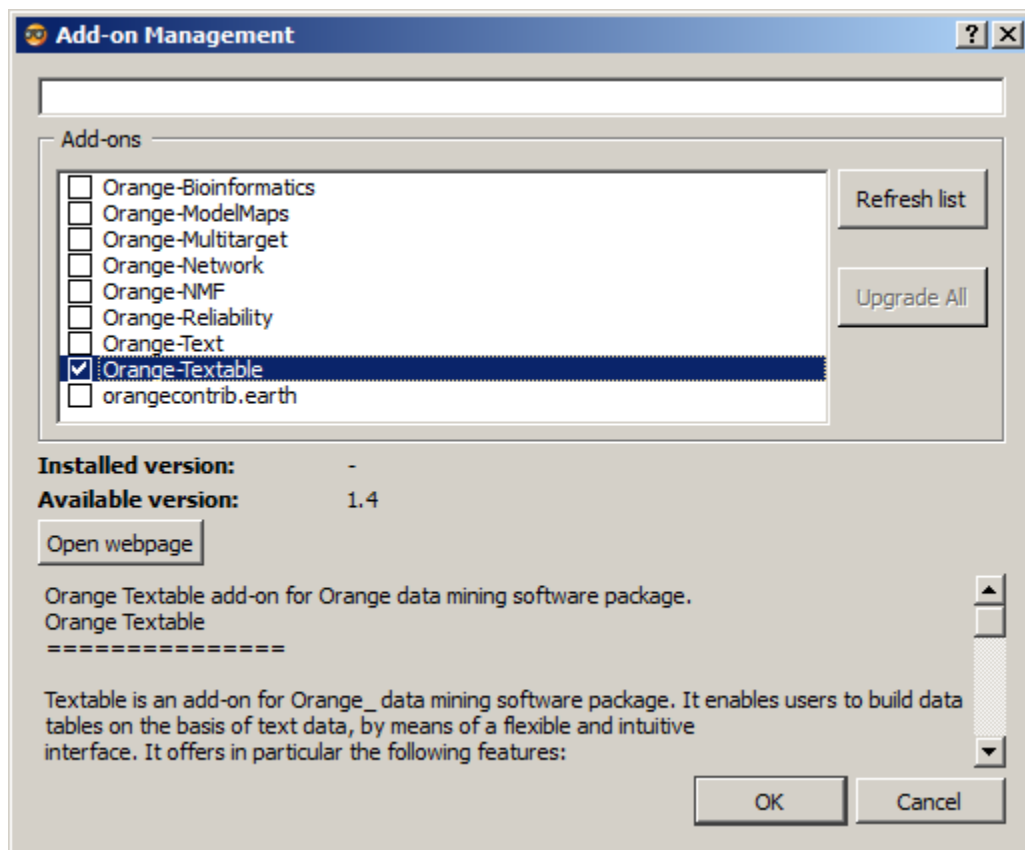 Add-on Management
Add-ons
Orange-Bioinformatics
Orange-ModelMaps
Orange-Multitarget
Orange-Network
Orange-NMF
Orange-Reliability
Orange-Text
Orange-Textable
orangecontrib.earth
Refresh list
Upgrade All
Installed version: -
Available version: 1.4
Open webpage
Orange Textable add-on for Orange data mining software package.
Orange Textable
===============
Textable is an add-on for Orange_ data mining software package. It enables users to build data
tables on the basis of text data, by means of a flexible and intuitive
interface. It offers in particular the following features:
OK Cancel